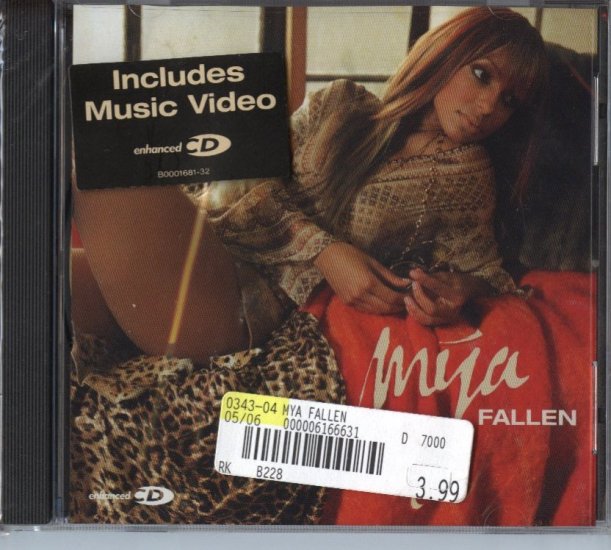 Includes
Music Video
enhanced CD
B0001681-32
mýa
FALLEN
0343-04 MYA FALLEN
05/06 000006166631
D 7000
RK B228
3.99
enhanced CD